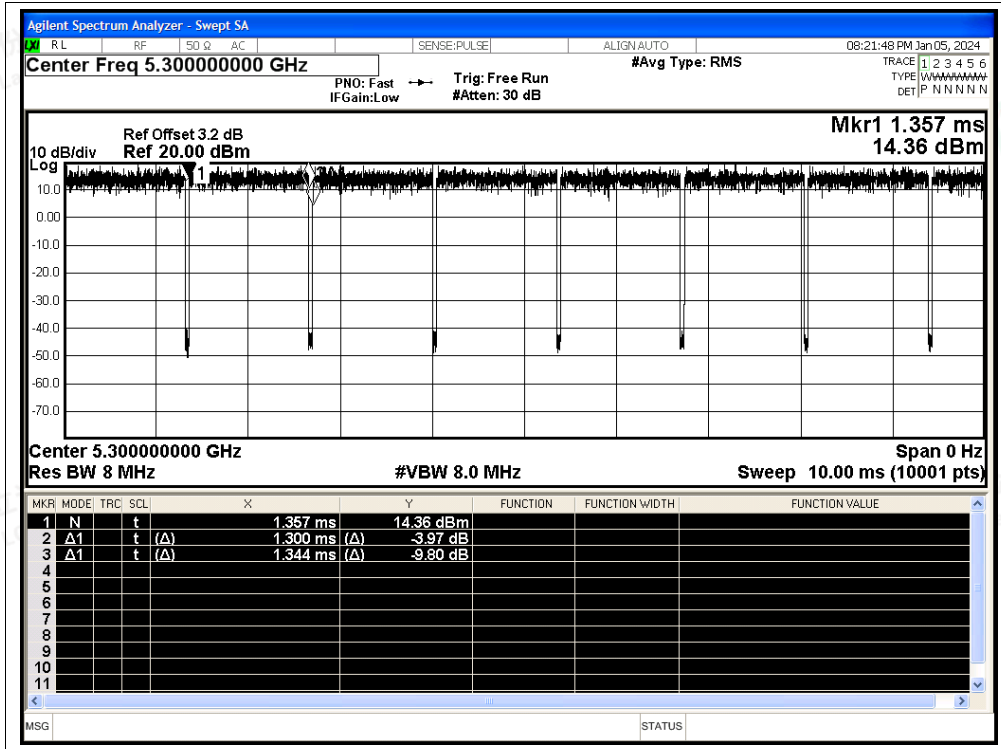 Agilent Spectrum Analyzer - Swept SA
LXI RL RF 50 Ω AC SENSE:PULSE ALIGN AUTO 08:21:48 PM Jan 05, 2024
Center Freq 5.300000000 GHz #Avg Type: RMS TRACE 1 2 3 4 5 6
PNO: Fast Trig: Free Run TYPE W
IFGain:Low #Atten: 30 dB DET P N N N N N
Mkr1 1.357 ms
Ref Offset 3.2 dB
10 dB/div Ref 20.00 dBm 14.36 dBm
Log
1
10.0
0.00
-10.0
-20.0
-30.0
-40.0
-50.0
-60.0
-70.0
Center 5.300000000 GHz Span 0 Hz
Res BW 8 MHz #VBW 8.0 MHz Sweep 10.00 ms (10001 pts)
MKR MODE TRC SCL X Y FUNCTION FUNCTION WIDTH FUNCTION VALUE
1 N t 1.357 ms 14.36 dBm
2 Δ1 t (Δ) 1.300 ms (Δ) -3.97 dB
3 Δ1 t (Δ) 1.344 ms (Δ) -9.80 dB
4
5
6
7
8
9
10
11
MSG STATUS